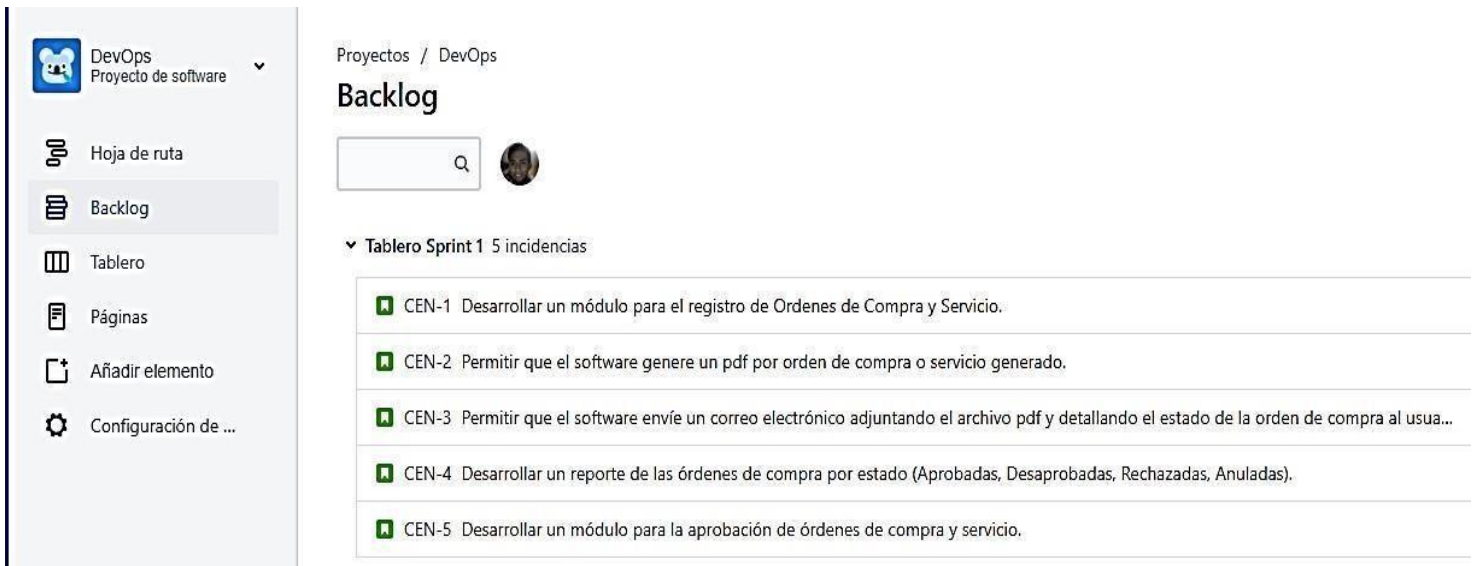 DevOps
Proyecto de software
Hoja de ruta
Backlog
Tablero
Páginas
Añadir elemento
Configuración de ...
Proyectos / DevOps
Backlog
Tablero Sprint 1 5 incidencias
CEN-1 Desarrollar un módulo para el registro de Ordenes de Compra y Servicio.
CEN-2 Permitir que el software genere un pdf por orden de compra o servicio generado.
CEN-3 Permitir que el software envíe un correo electrónico adjuntando el archivo pdf y detallando el estado de la orden de compra al usua...
CEN-4 Desarrollar un reporte de las órdenes de compra por estado (Aprobadas, Desaprobadas, Rechazadas, Anuladas).
CEN-5 Desarrollar un módulo para la aprobación de órdenes de compra y servicio.